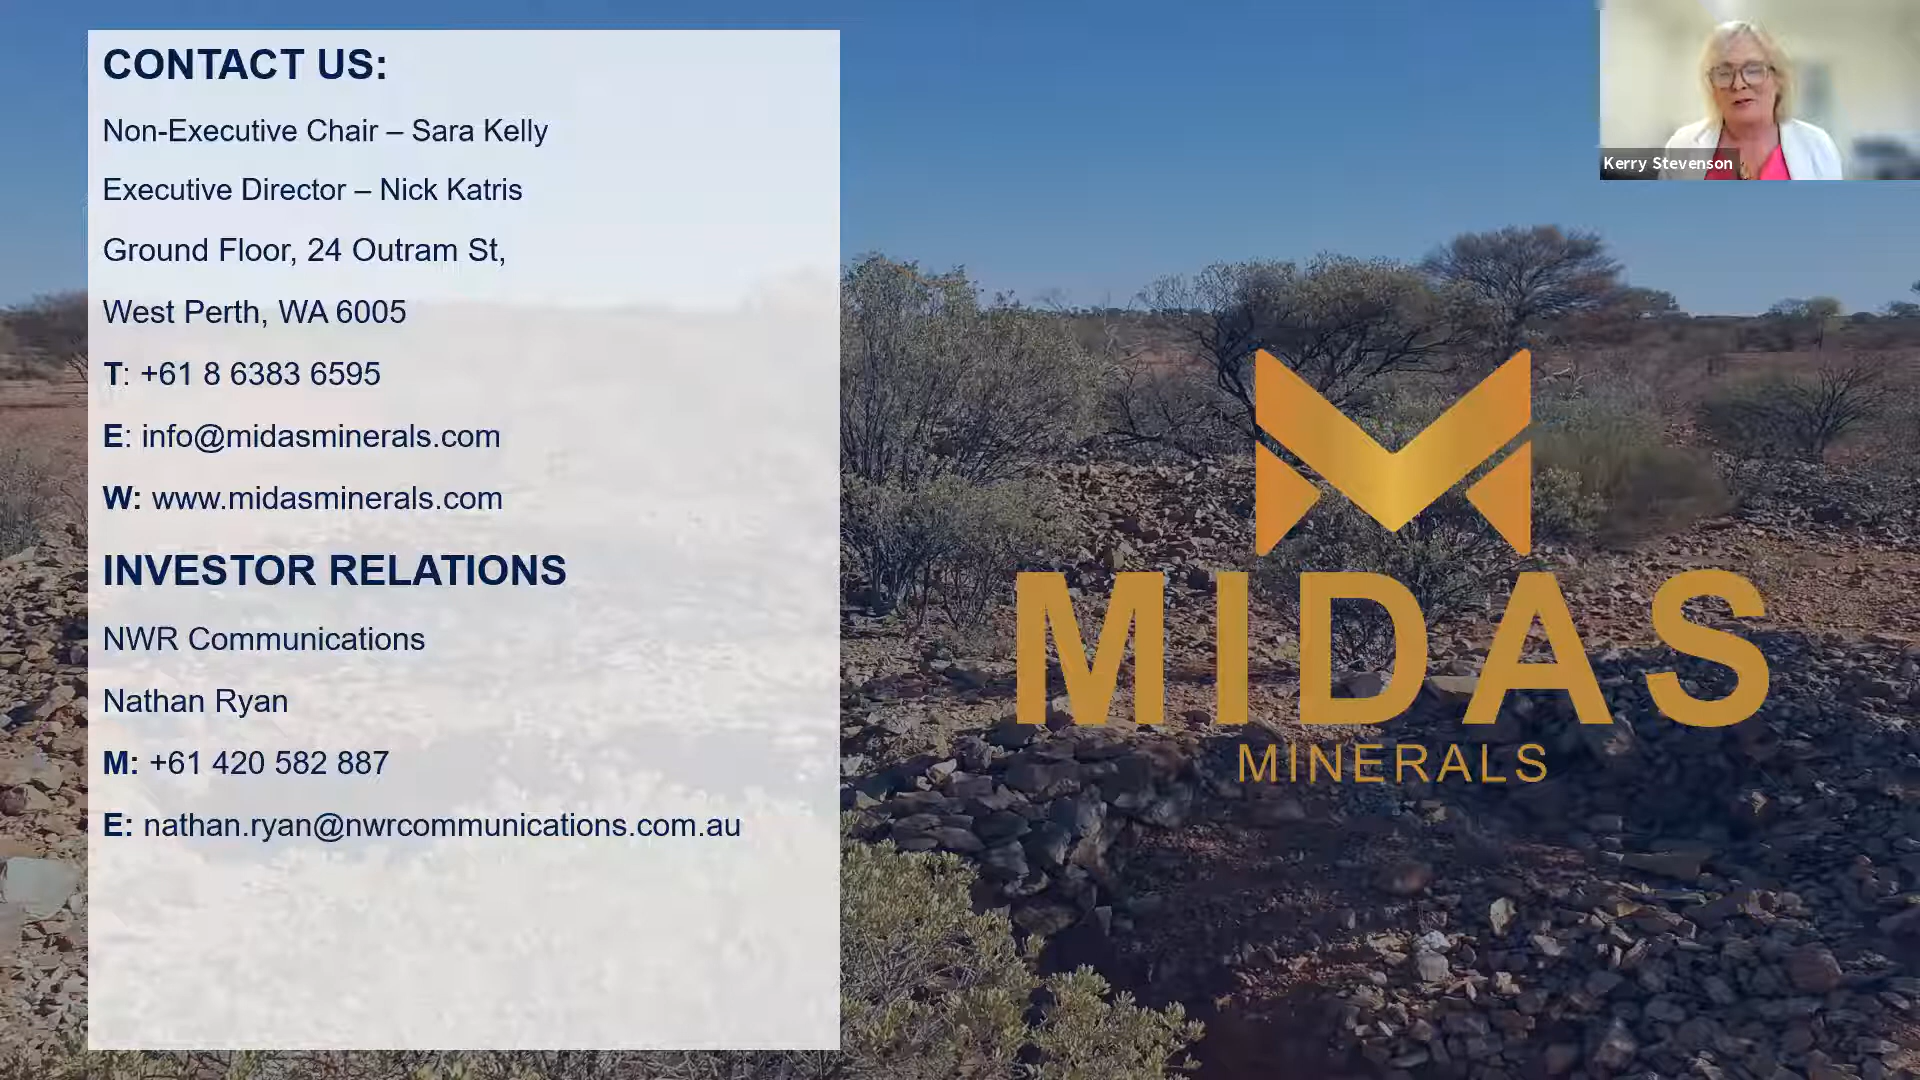 CONTACT US:
Non-Executive Chair – Sara Kelly
Executive Director – Nick Katris
Ground Floor, 24 Outram St,
West Perth, WA 6005
T: +61 8 6383 6595
E: info@midasminerals.com
W: www.midasminerals.com
INVESTOR RELATIONS
NWR Communications
Nathan Ryan
M: +61 420 582 887
E: nathan.ryan@nwrcommunications.com.au
MIDAS
MINERALS
Kerry Stevenson